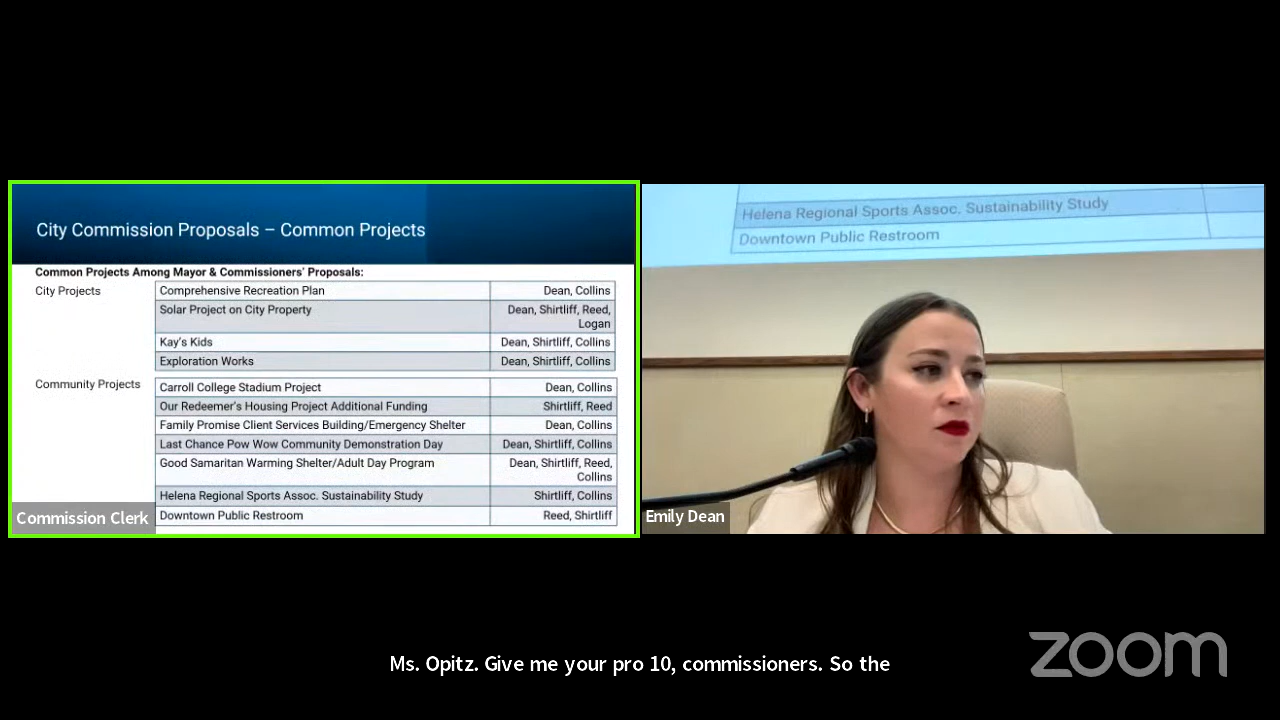 City Commission Proposals – Common Projects
Common Projects Among Mayor & Commissioners' Proposals:
City Projects
Comprehensive Recreation Plan Dean, Collins
Solar Project on City Property Dean, Shirtliff, Reed,
Logan
Kay's Kids Dean, Shirtliff, Collins
Exploration Works Dean, Shirtliff, Collins
Community Projects
Carroll College Stadium Project Dean, Collins
Our Redeemer's Housing Project Additional Funding Shirtliff, Reed
Family Promise Client Services Building/Emergency Shelter Dean, Collins
Last Chance Pow Wow Community Demonstration Day Dean, Shirtliff, Collins
Good Samaritan Warming Shelter/Adult Day Program Dean, Shirtliff, Reed,
Collins
Helena Regional Sports Assoc. Sustainability Study Shirtliff, Collins
Downtown Public Restroom Reed, Shirtliff
Commission Clerk
Helena Regional Sports Assoc. Sustainability Study
Downtown Public Restroom
Emily Dean
Ms. Opitz. Give me your pro 10, commissioners. So the
zoom